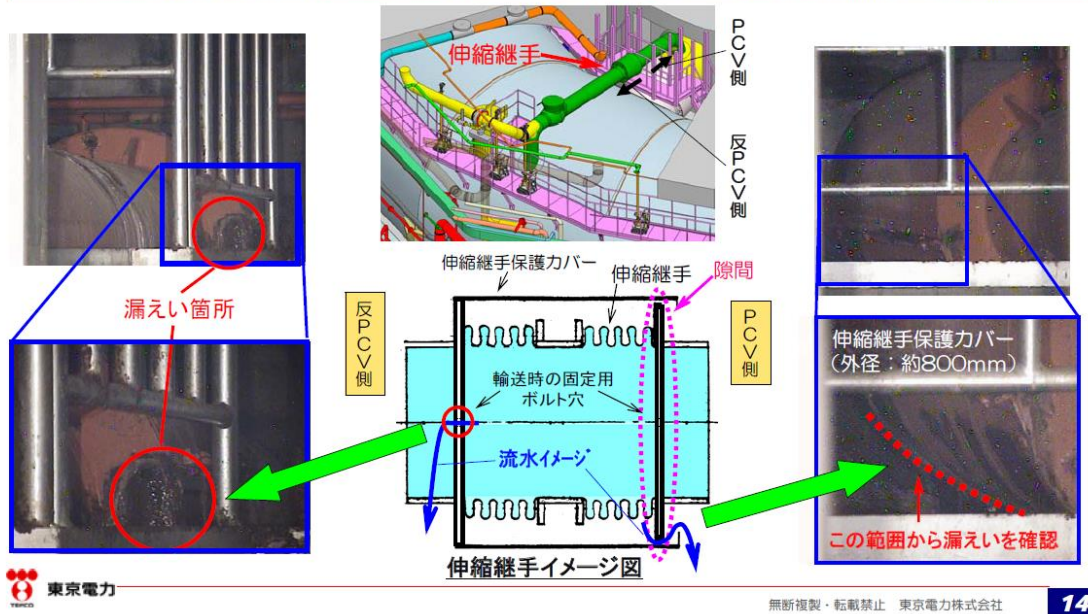 伸縮継手
PCV側
反PCV側
漏えい箇所
伸縮継手保護カバー
伸縮継手
隙間
反PCV側
PCV側
輸送時の固定用
ボルト穴
流水イメージ
伸縮継手イメージ図
伸縮継手保護カバー
(外径:約800mm)
この範囲から漏えいを確認
TEPCO
東京電力
無断複製・転載禁止 東京電力株式会社
14